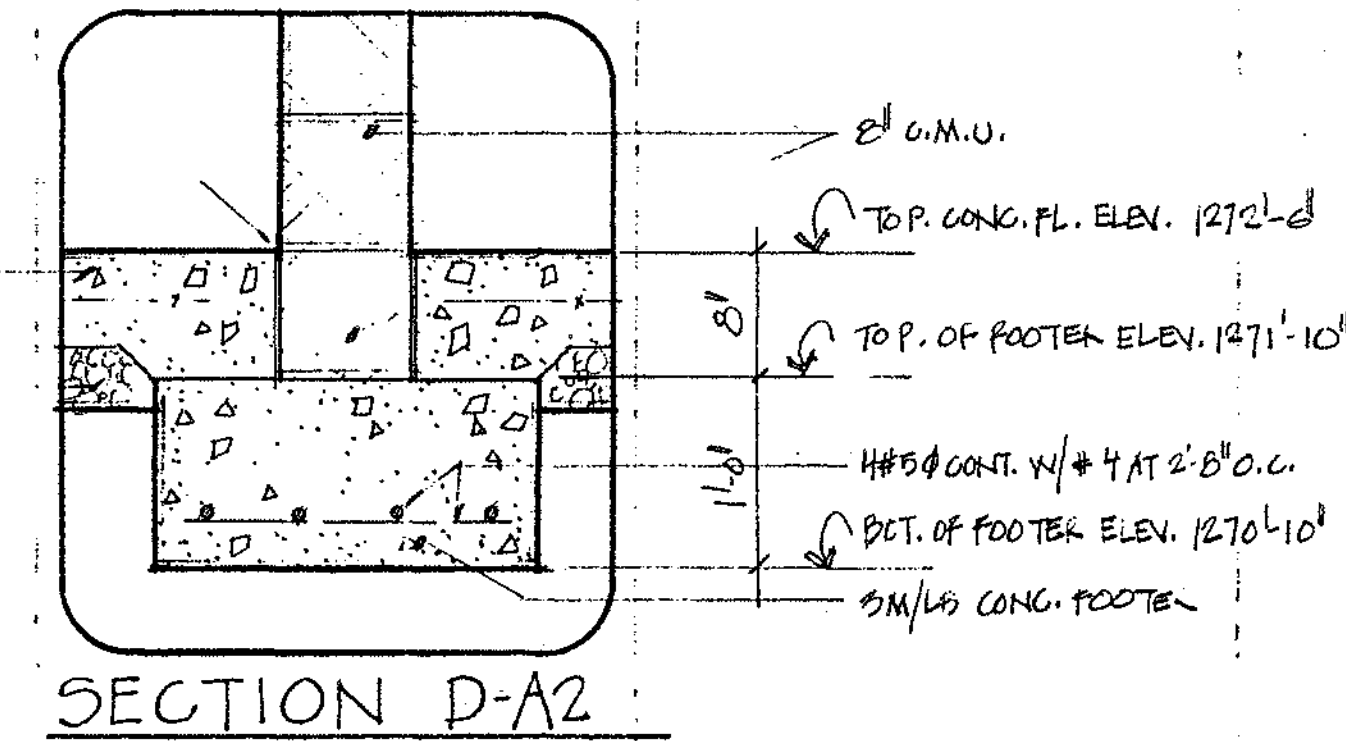 8" C.M.U.
TOP. CONC. FL. ELEV. 1272'-6"
8"
TOP. OF FOOTER ELEV. 1271'-10"
4#5φ CONT. W/#4 AT 2'-8" O.C.
1'-0"
BOT. OF FOOTER ELEV. 1270'-10"
3M/LB CONC. FOOTER
SECTION D-A2